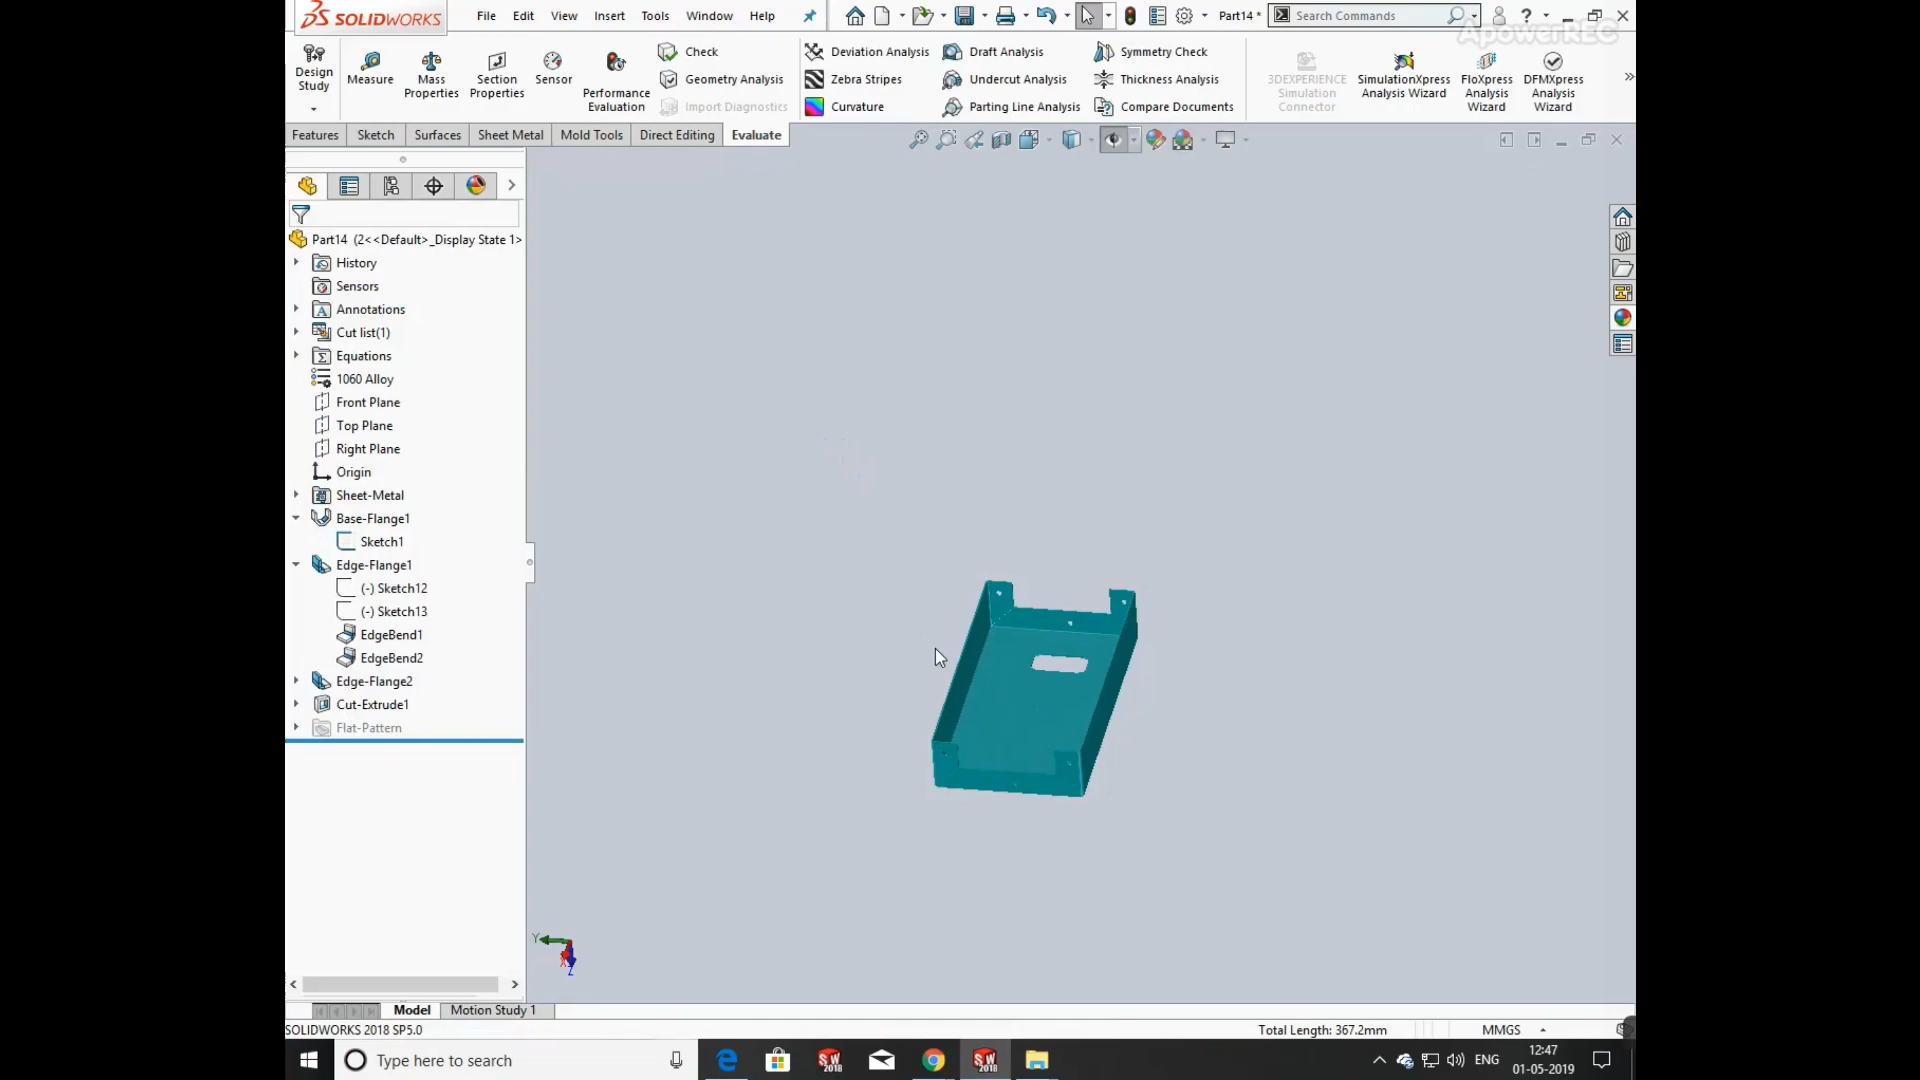 SOLIDWORKS File Edit View Insert Tools Window Help Part14 * Search Commands ?
ApowerREC
Design Study
Measure
Mass Properties
Section Properties
Sensor
Performance Evaluation
Check
Geometry Analysis
Import Diagnostics
Deviation Analysis
Zebra Stripes
Curvature
Draft Analysis
Undercut Analysis
Parting Line Analysis
Symmetry Check
Thickness Analysis
Compare Documents
3DEXPERIENCE Simulation Connector
SimulationXpress Analysis Wizard
FloXpress Analysis Wizard
DFMXpress Analysis Wizard
Features Sketch Surfaces Sheet Metal Mold Tools Direct Editing Evaluate
Part14 (2<<Default>_Display State 1>
History
Sensors
Annotations
Cut list(1)
Equations
1060 Alloy
Front Plane
Top Plane
Right Plane
Origin
Sheet-Metal
Base-Flange1
Sketch1
Edge-Flange1
(-) Sketch12
(-) Sketch13
EdgeBend1
EdgeBend2
Edge-Flange2
Cut-Extrude1
Flat-Pattern
Y
X
Z
Model Motion Study 1
SOLIDWORKS 2018 SP5.0 Total Length: 367.2mm MMGS
Type here to search SW 2018 SW 2018 ENG 12:47
01-05-2019